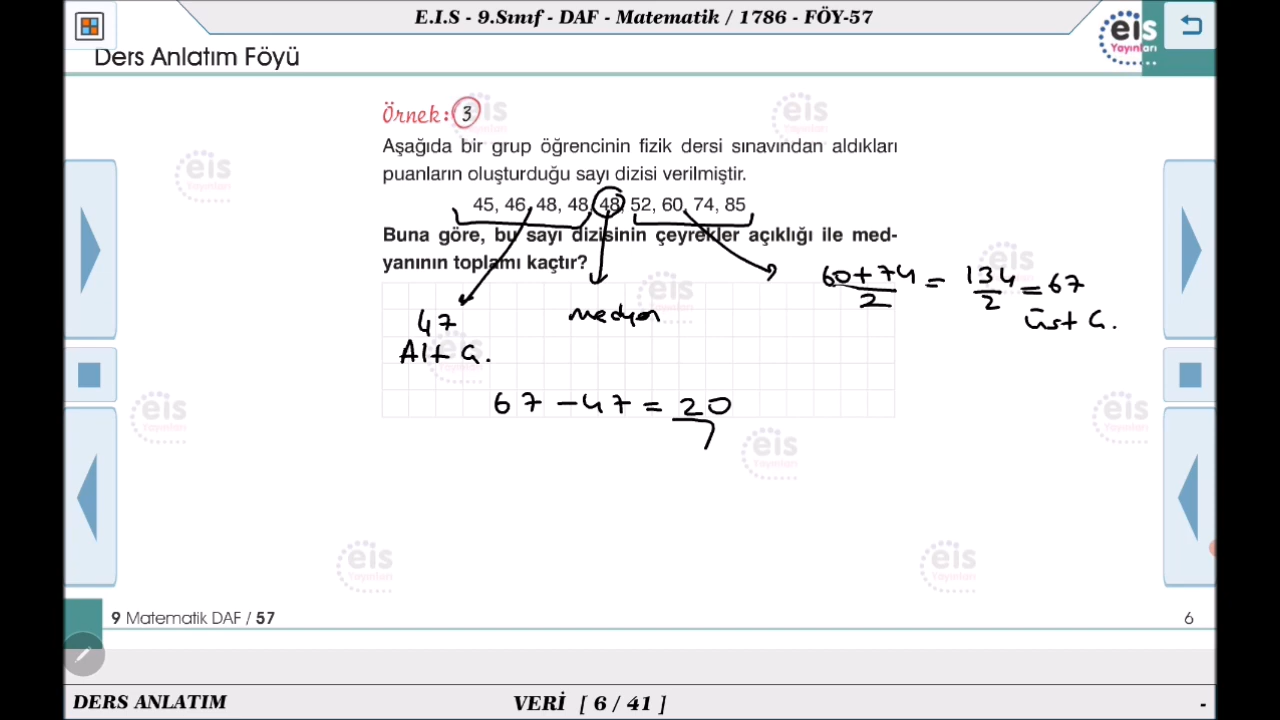 E.I.S - 9.Sınıf - DAF - Matematik / 1786 - FÖY-57
eis
Yayınları
Ders Anlatım Föyü
Örnek: 3
Aşağıda bir grup öğrencinin fizik dersi sınavından aldıkları
puanların oluşturduğu sayı dizisi verilmiştir.
45, 46, 48, 48, 48, 52, 60, 74, 85
Buna göre, bu sayı dizisinin çeyrekler açıklığı ile med-
yanının toplamı kaçtır?
60+74/2 = 134/2 = 67
üst Ç.
medyan
47
Alt Ç.
67 - 47 = 20
9 Matematik DAF / 57
6
DERS ANLATIM
VERİ [ 6 / 41 ]
-